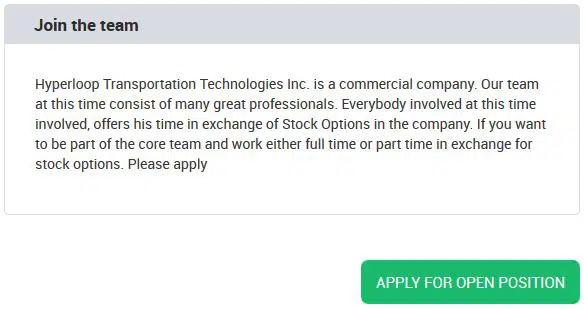 Join the team
Hyperloop Transportation Technologies Inc. is a commercial company. Our team
at this time consist of many great professionals. Everybody involved at this time
involved, offers his time in exchange of Stock Options in the company. If you want
to be part of the core team and work either full time or part time in exchange for
stock options. Please apply
APPLY FOR OPEN POSITION